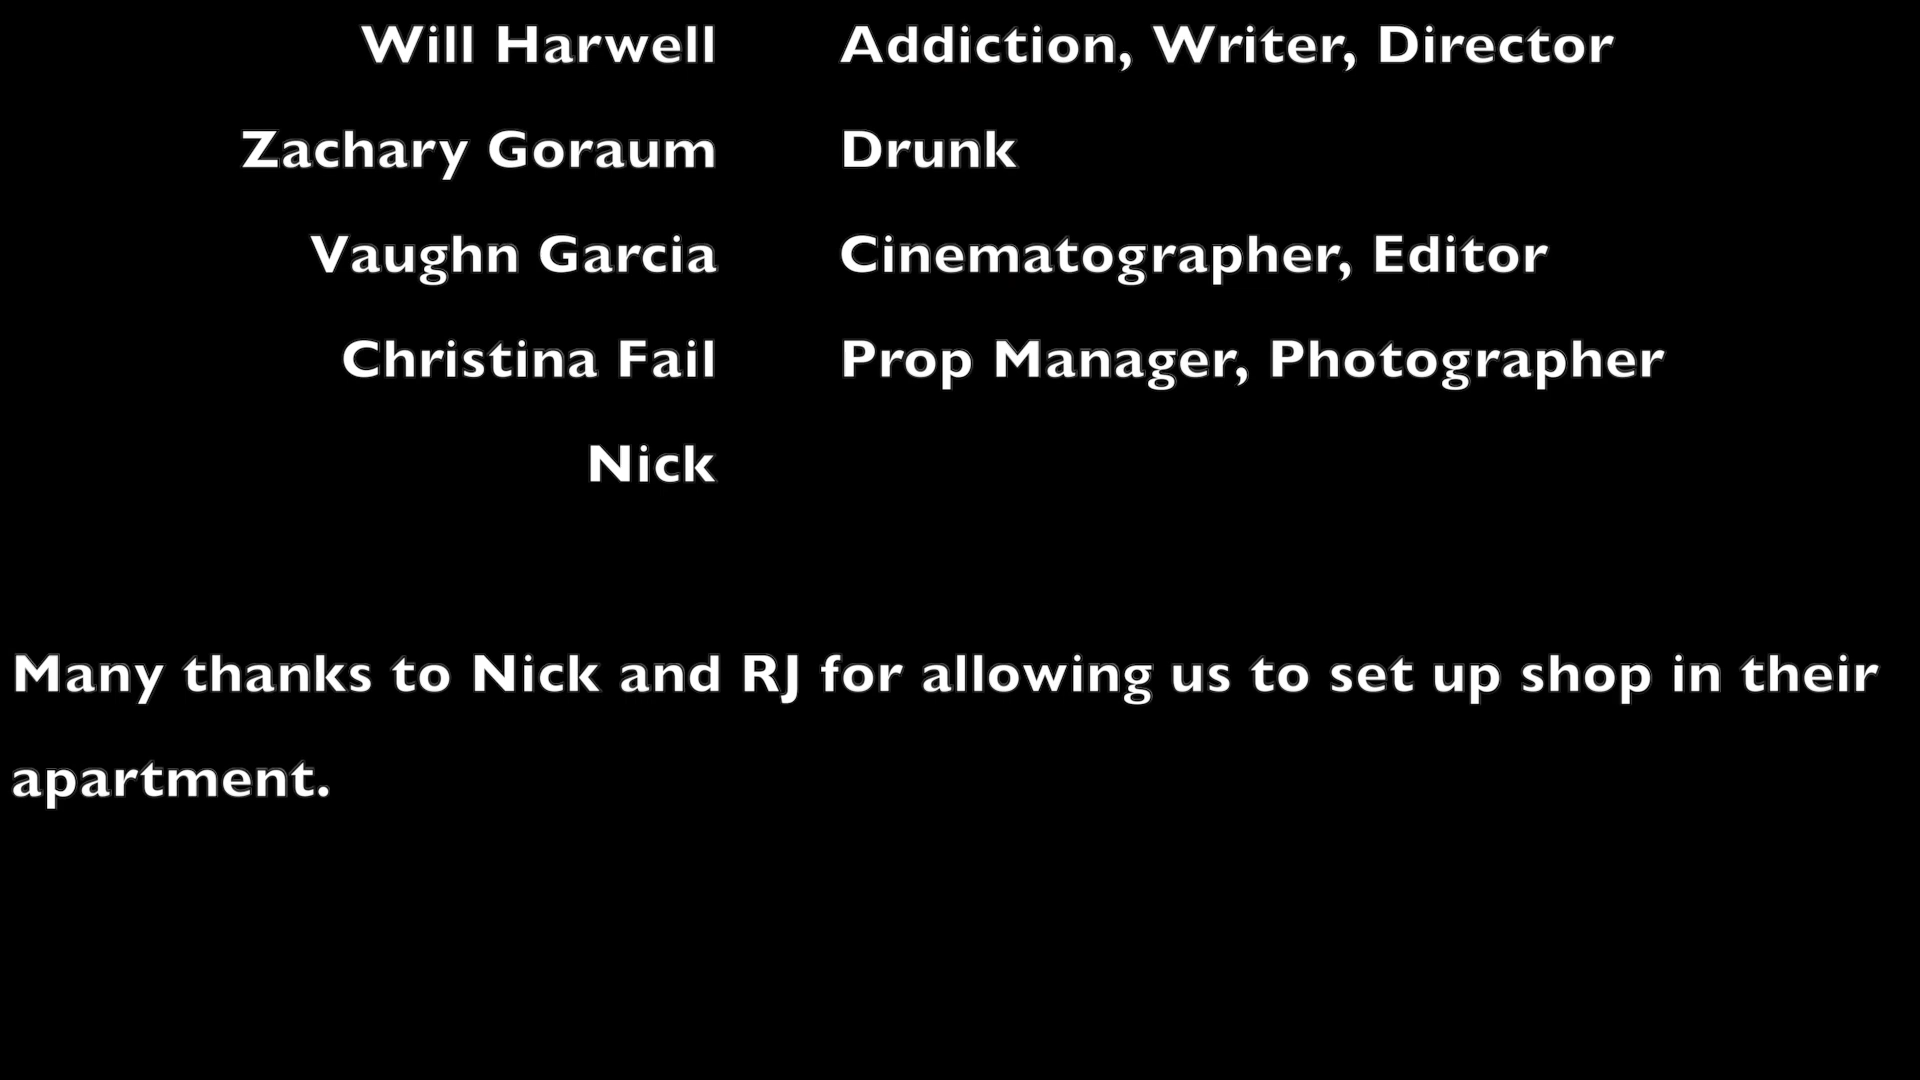 Will Harwell Addiction, Writer, Director
Zachary Goraum Drunk
Vaughn Garcia Cinematographer, Editor
Christina Fail Prop Manager, Photographer
Nick
Many thanks to Nick and RJ for allowing us to set up shop in their
apartment.